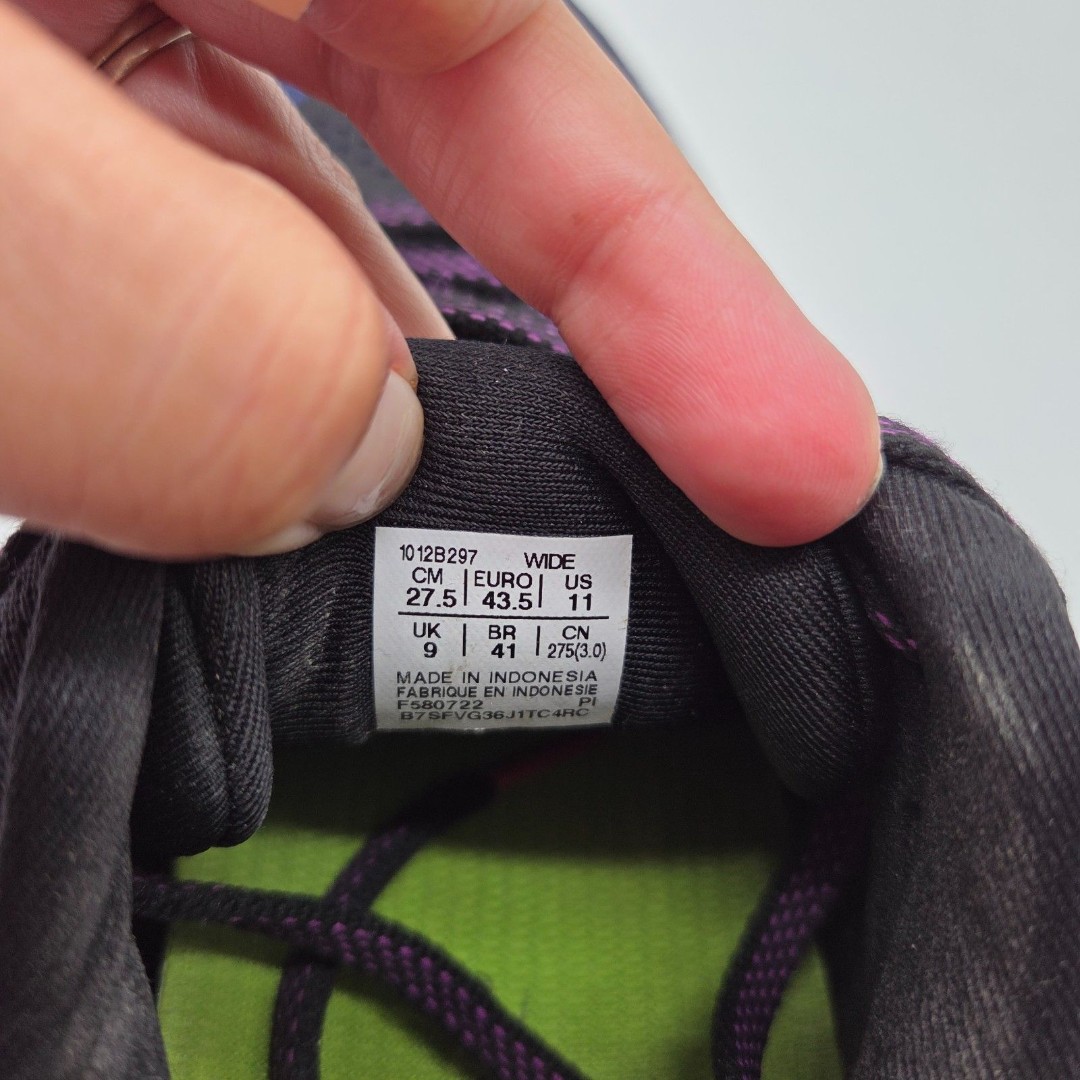 1012B297 WIDE
CM EURO US
27.5 43.5 11
UK BR CN
9 41 275(3.0)
MADE IN INDONESIA
FABRIQUE EN INDONESIE
F580722 PI
B7SFVG36J1TC4RC